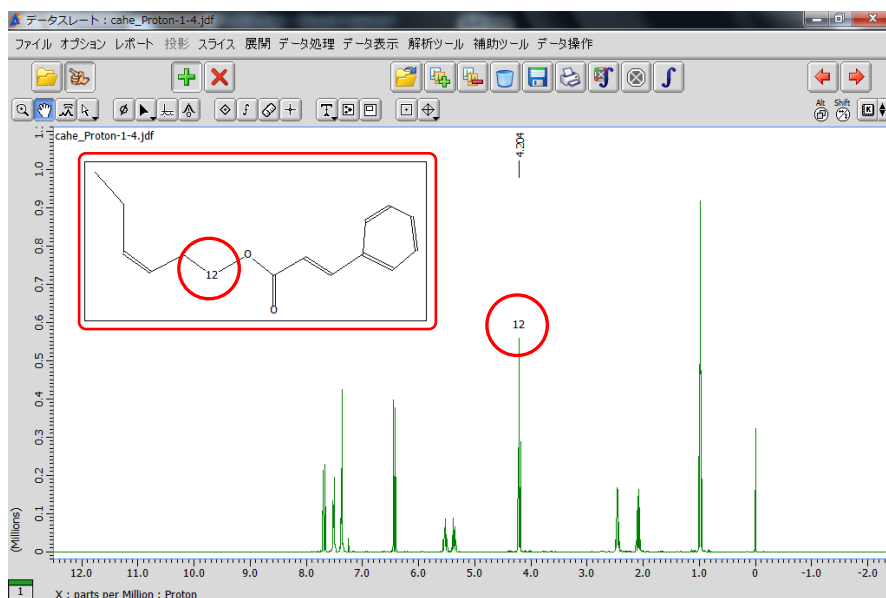 データスレート : cahe_Proton-1-4.jdf
ファイル オプション レポート 投影 スライス 展開 データ処理 データ表示 解析ツール 補助ツール データ操作
Alt Shift
cahe_Proton-1-4.jdf
4.204
12
O
O
12
1.1
1.0
0.9
0.8
0.7
0.6
0.5
0.4
0.3
0.2
0.1
0
(Millions)
12.0 11.0 10.0 9.0 8.0 7.0 6.0 5.0 4.0 3.0 2.0 1.0 0 -1.0 -2.0
1 X : parts per Million : Proton